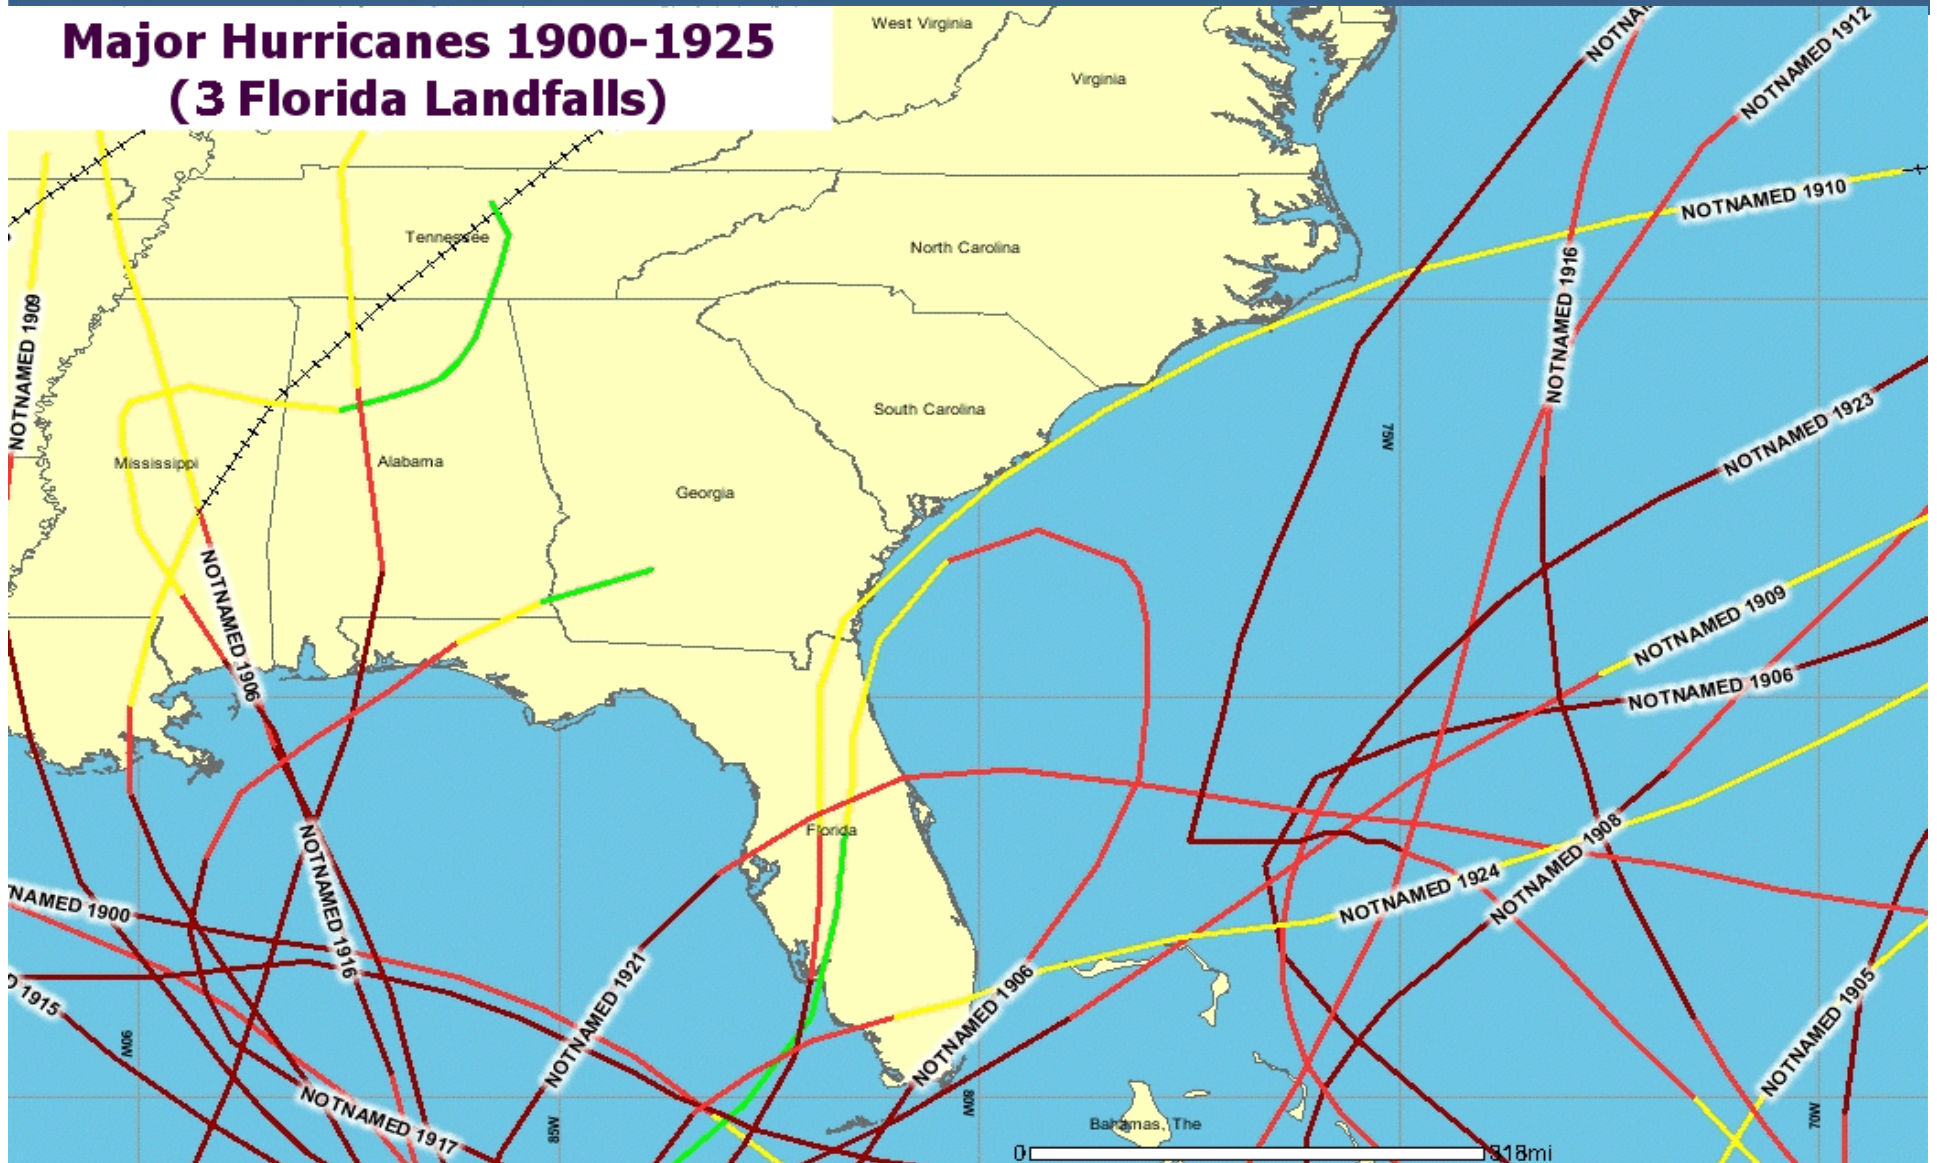 Major Hurricanes 1900-1925
(3 Florida Landfalls)
West Virginia
Virginia
NOTNAM
NOTNAMED 1912
NOTNAMED 1910
Tennessee
North Carolina
NOTNAMED 1916
NOTNAMED 1909
South Carolina
75W
NOTNAMED 1923
Mississippi
Alabama
Georgia
NOTNAMED 1906
NOTNAMED 1909
NOTNAMED 1906
Florida
NOTNAMED 1908
NOTNAMED 1924
TNAMED 1900
NOTNAMED 1916
NOTNAMED 1921
NOTNAMED 1906
NOTNAMED 1905
D 1915
90W
NOTNAMED 1917
85W
80W
70W
Bahamas, The
0
318mi